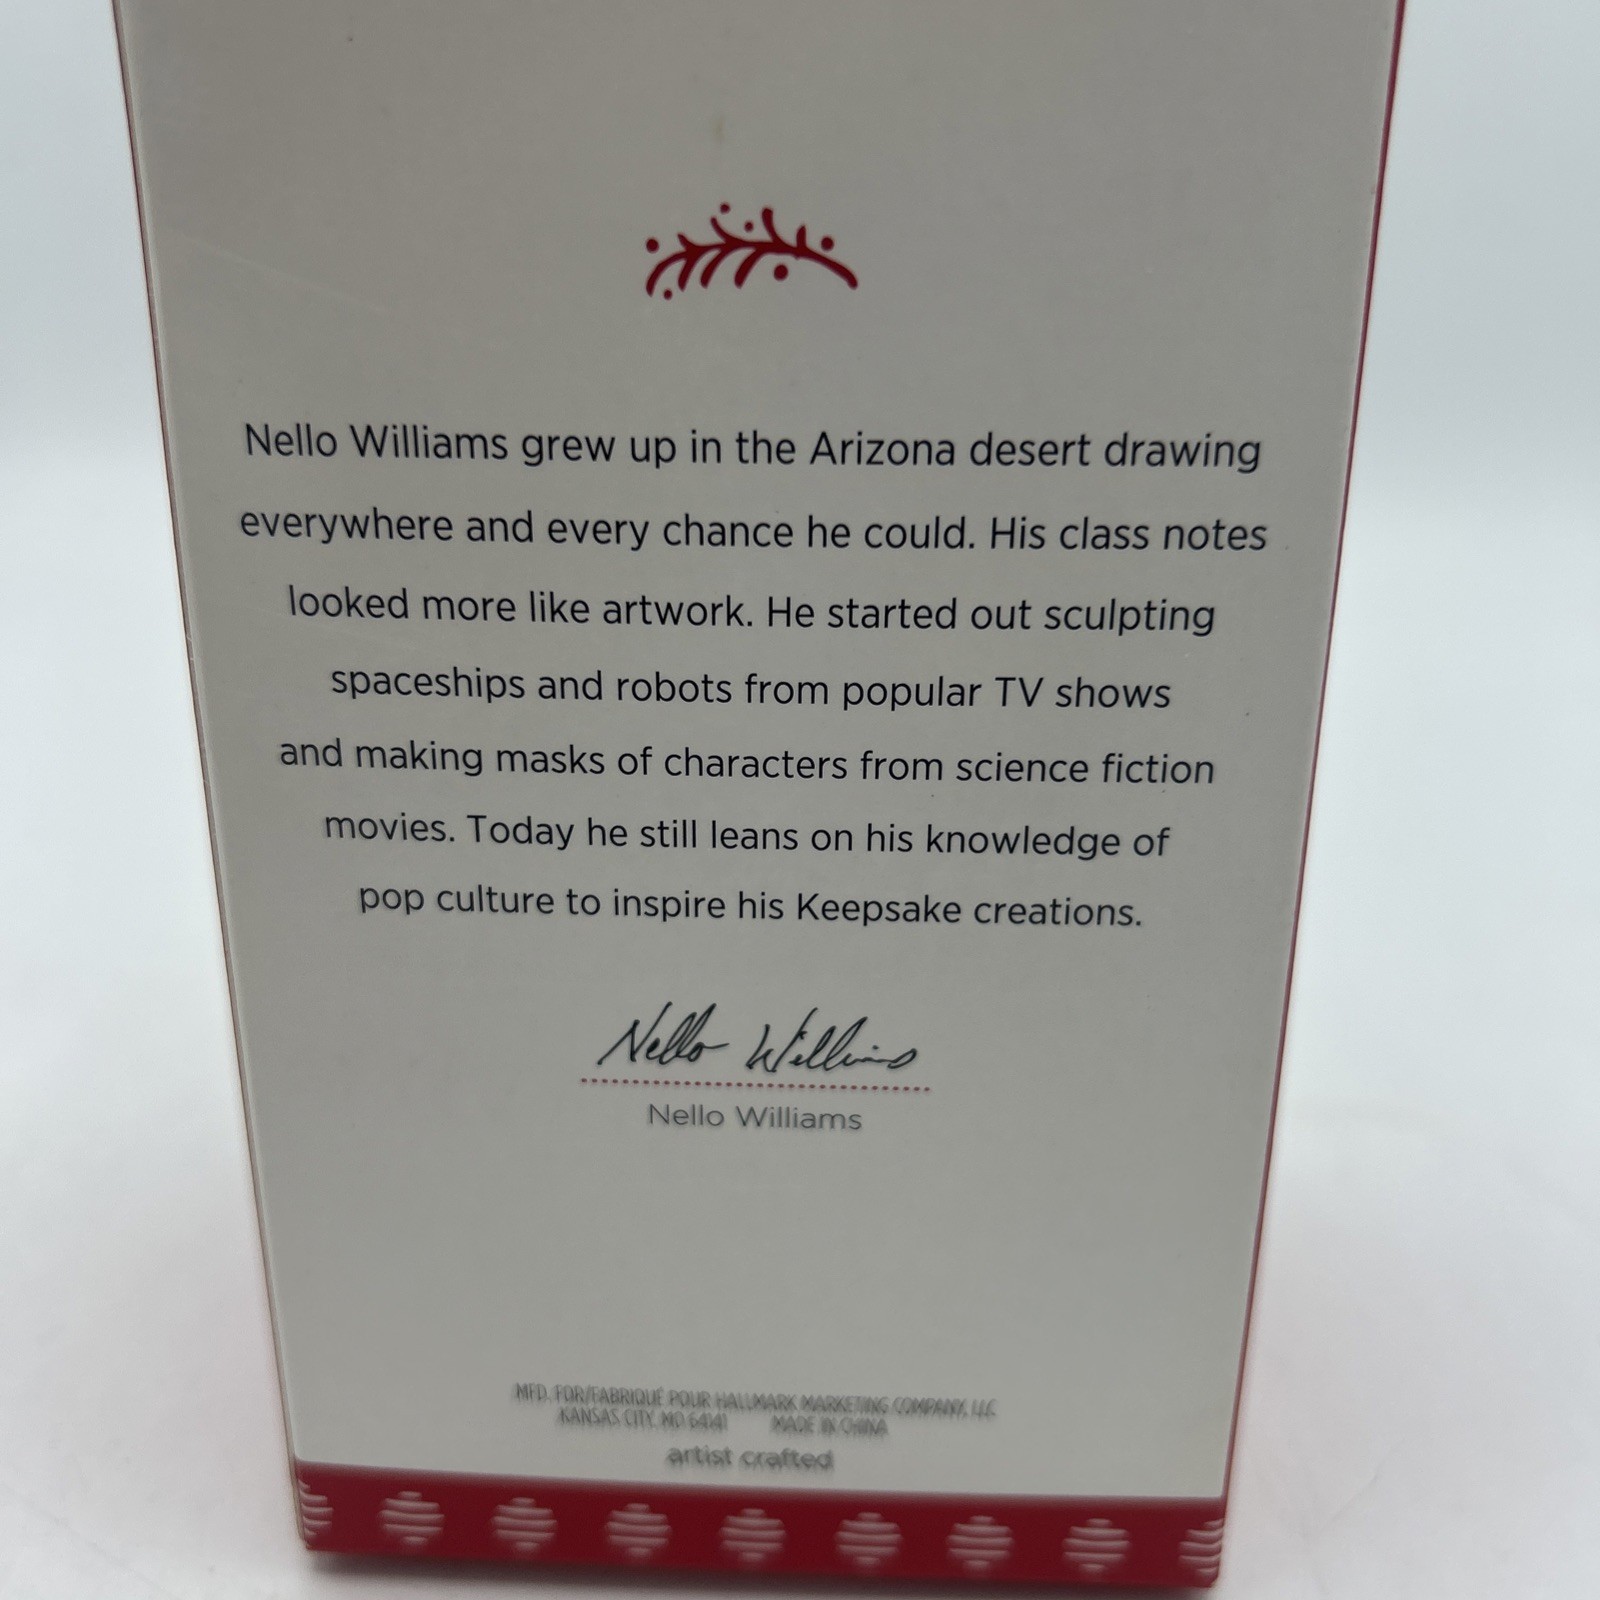 Nello Williams grew up in the Arizona desert drawing
everywhere and every chance he could. His class notes
looked more like artwork. He started out sculpting
spaceships and robots from popular TV shows
and making masks of characters from science fiction
movies. Today he still leans on his knowledge of
pop culture to inspire his Keepsake creations.
Nello Williams
Nello Williams
MFD. FOR/FABRIQUÉ POUR HALLMARK MARKETING COMPANY, LLC
KANSAS CITY, MO 64141 MADE IN CHINA
artist crafted